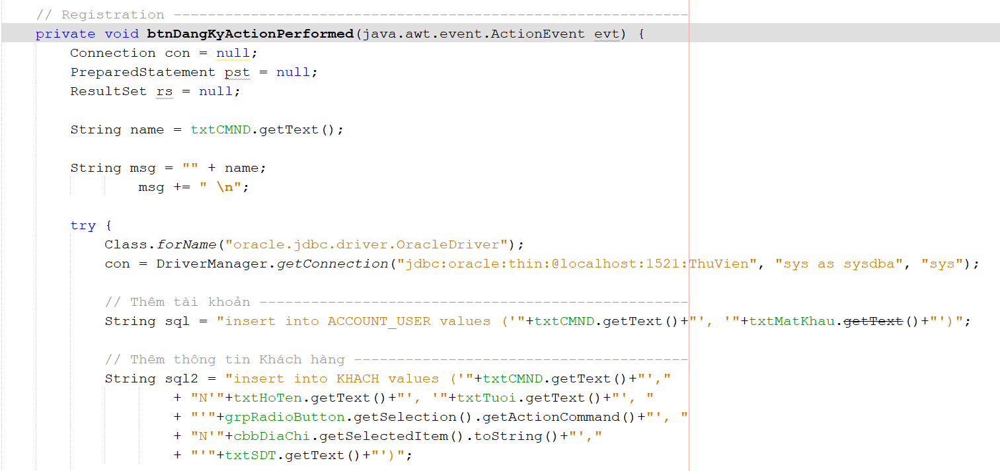 // Registration ------------------------------------------------------------
private void btnDangKyActionPerformed(java.awt.event.ActionEvent evt) {
Connection con = null;
PreparedStatement pst = null;
ResultSet rs = null;
String name = txtCMND.getText();
String msg = "" + name;
msg += " \n";
try {
Class.forName("oracle.jdbc.driver.OracleDriver");
con = DriverManager.getConnection("jdbc:oracle:thin:@localhost:1521:ThuVien", "sys as sysdba", "sys");
// Thêm tài khoản --------------------------------------------------
String sql = "insert into ACCOUNT_USER values ('"+txtCMND.getText()+"', '"+txtMatKhau.getText()+"')";
// Thêm thông tin Khách hàng ---------------------------------------
String sql2 = "insert into KHACH values ('"+txtCMND.getText()+"',"
+ "N'"+txtHoTen.getText()+"', '"+txtTuoi.getText()+"', "
+ "'"+grpRadioButton.getSelection().getActionCommand()+"', "
+ "N'"+cbbDiaChi.getSelectedItem().toString()+"',"
+ "'"+txtSDT.getText()+"')";